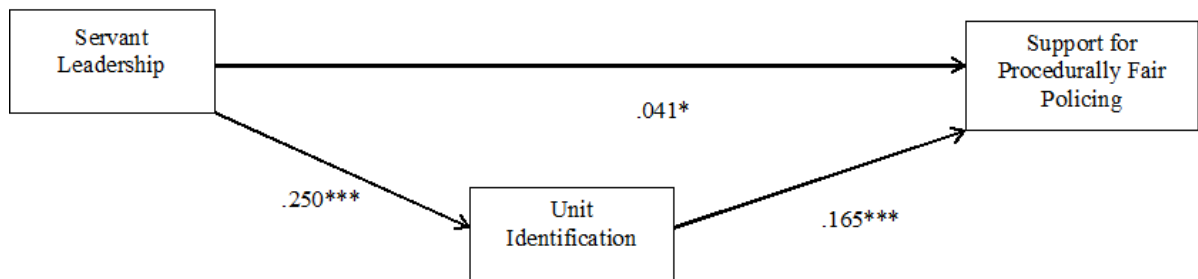 Servant
Leadership
Support for
Procedurally Fair
Policing
.041*
.250***
Unit
Identification
.165***